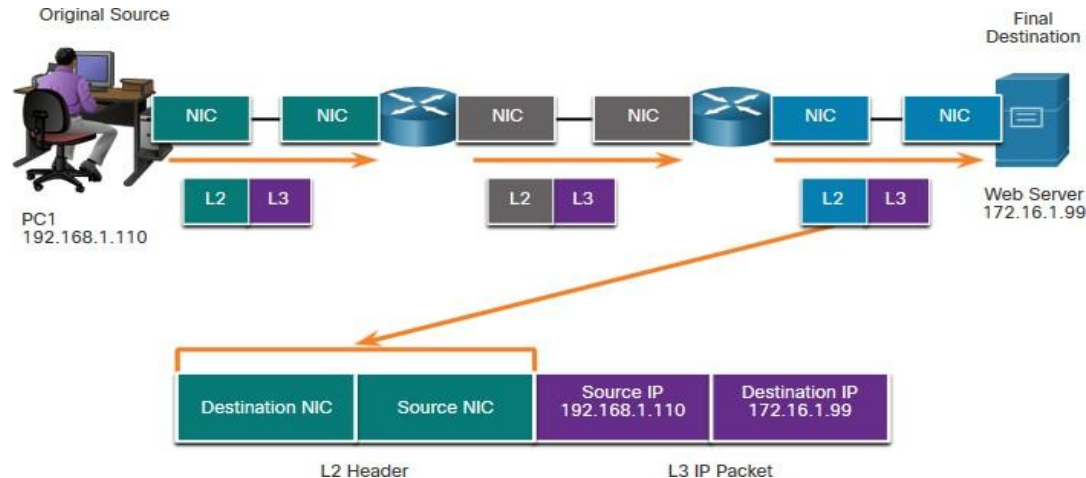 Original Source
Final
Destination
NIC
NIC
NIC
NIC
NIC
NIC
L2
L3
L2
L3
L2
L3
PC1
192.168.1.110
Web Server
172.16.1.99
Destination NIC
Source NIC
Source IP
192.168.1.110
Destination IP
172.16.1.99
L2 Header
L3 IP Packet